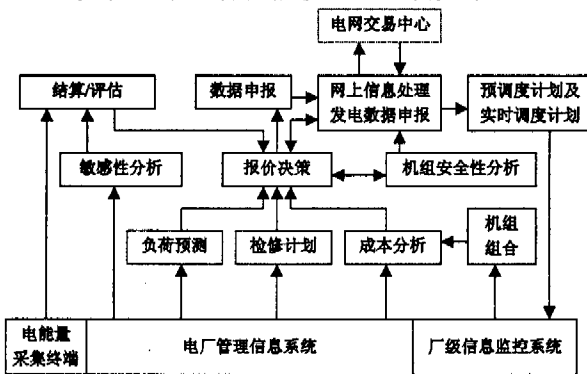 电网交易中心
结算/评估
数据申报
网上信息处理
发电数据申报
预调度计划及
实时调度计划
敏感性分析
报价决策
机组安全性分析
负荷预测
检修计划
成本分析
机组
组合
电能量
采集终端
电厂管理信息系统
厂级信息监控系统